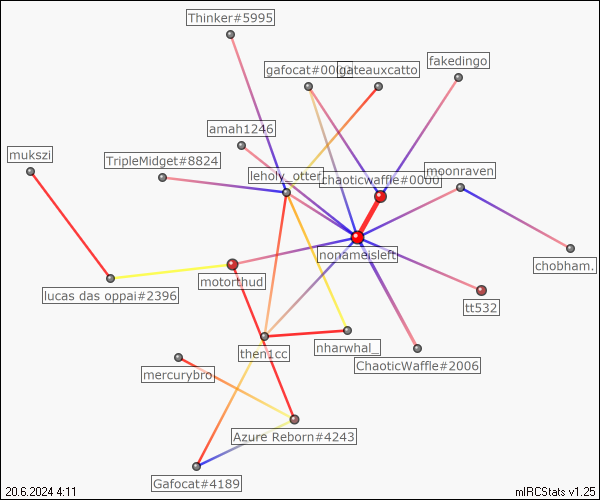 Thinker#5995
fakedingo
gafocat#0000
gateauxcatto
amah1246
mukszi
TripleMidget#8824
moonraven
leholy_otter
chaoticwaffle#0000
nonameisleft
chobham.
motorthud
lucas das oppai#2396
tt532
nharwhal_
then1cc
ChaoticWaffle#2006
mercurybro
Azure Reborn#4243
Gafocat#4189
20.6.2024 4:11
mIRCStats v1.25